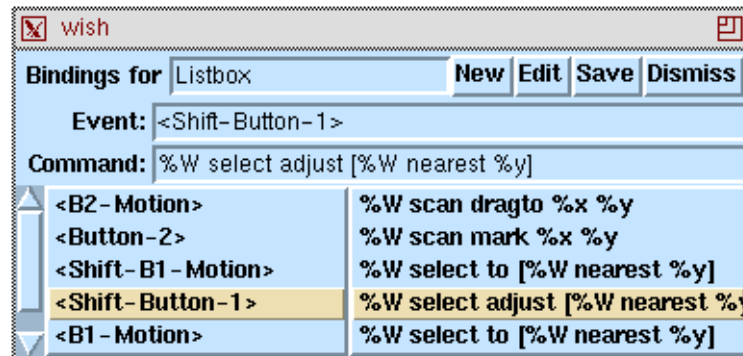 wish
Bindings for Listbox New Edit Save Dismiss
Event: <Shift-Button-1>
Command: %W select adjust [%W nearest %y]
<B2-Motion> %W scan dragto %x %y
<Button-2> %W scan mark %x %y
<Shift-B1-Motion> %W select to [%W nearest %y]
<Shift-Button-1> %W select adjust [%W nearest %y
<B1-Motion> %W select to [%W nearest %y]